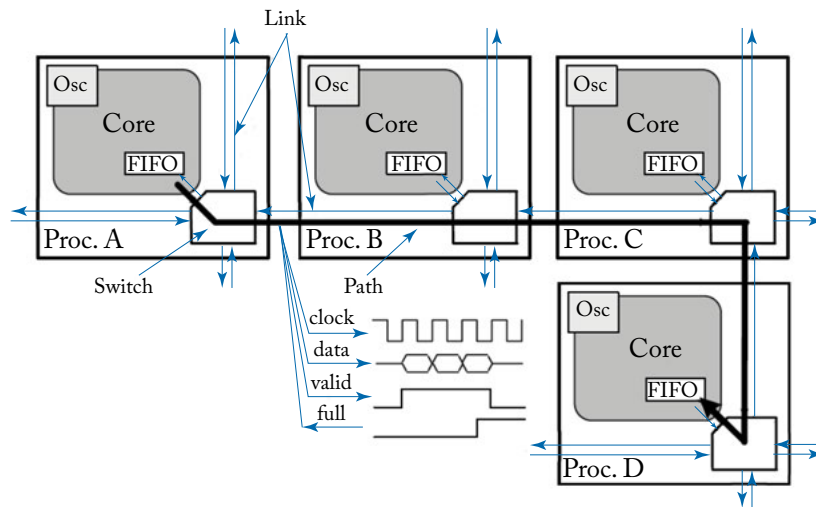 Link
Osc
Core
FIFO
Proc. A
Switch
Osc
Core
FIFO
Proc. B
Path
Osc
Core
FIFO
Proc. C
clock
data
valid
full
Osc
Core
FIFO
Proc. D